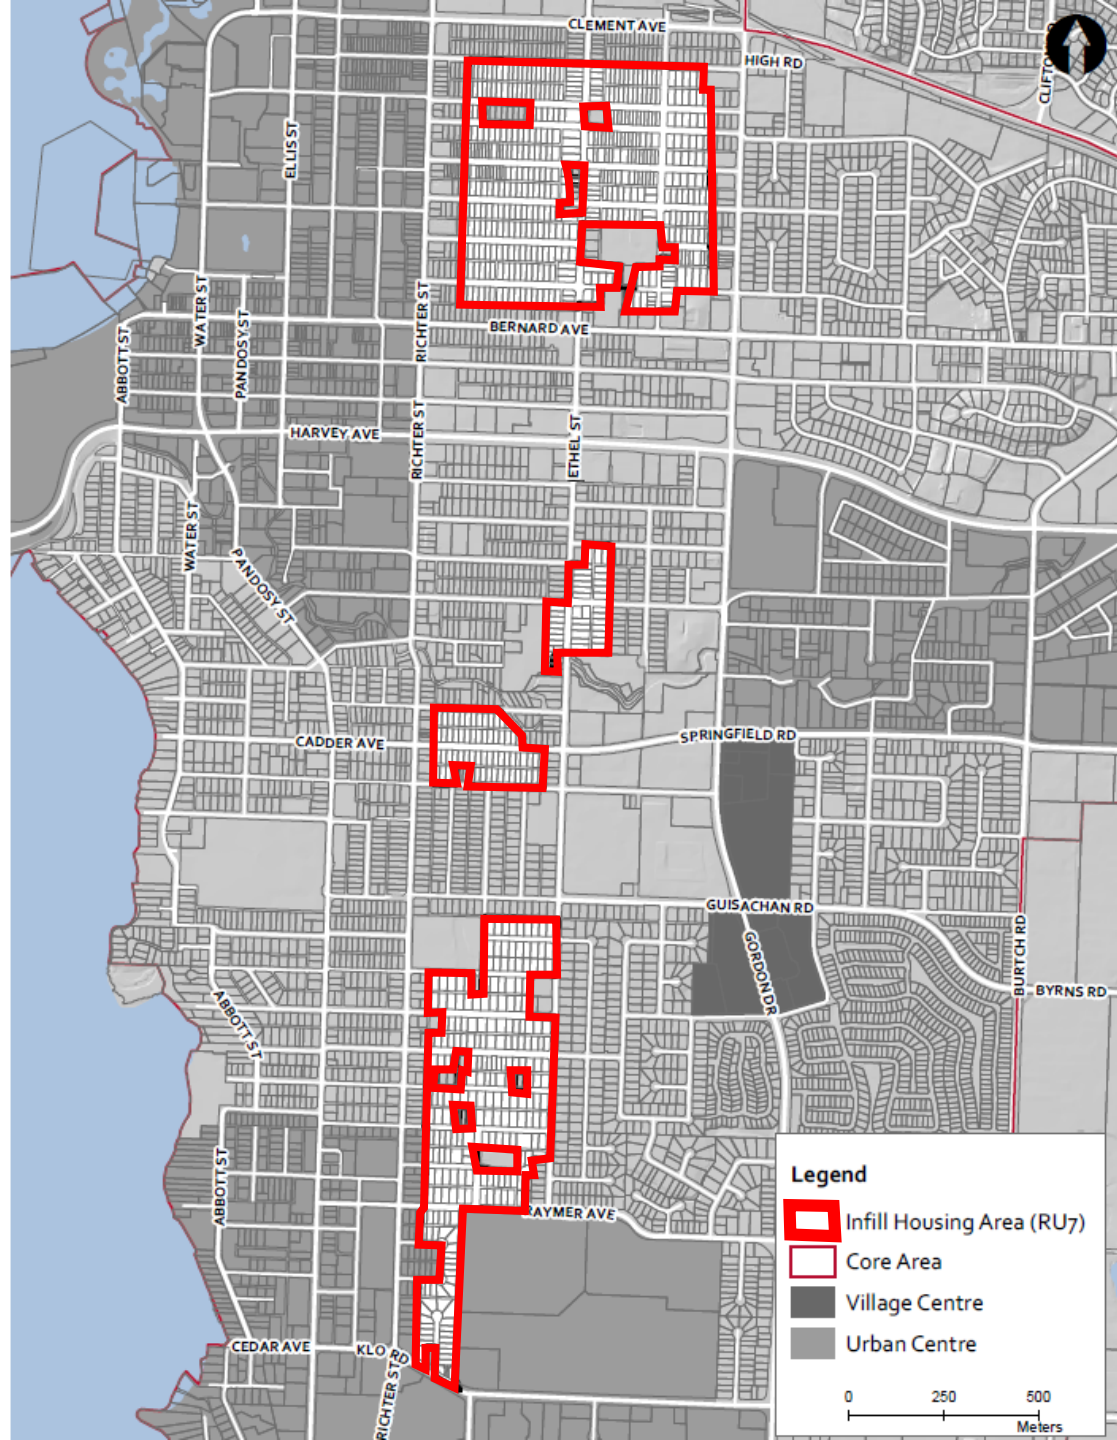 CLEMENT AVE
HIGH RD
CLIFTON
ELLIS ST
WATER ST
PANDOSY ST
RICHTER ST
ABBOTT ST
BERNARD AVE
HARVEY AVE
RICHTER ST
ETHEL ST
WATER ST
PANDOSY ST
CADDER AVE
SPRINGFIELD RD
GUISACHAN RD
GORDON DR
BURTCH RD
BYRNS RD
ABBOTT ST
ABBOTT ST
RAYMER AVE
CEDAR AVE
KLO RD
RICHTER ST
Legend
Infill Housing Area (RU7)
Core Area
Village Centre
Urban Centre
0 250 500
Meters